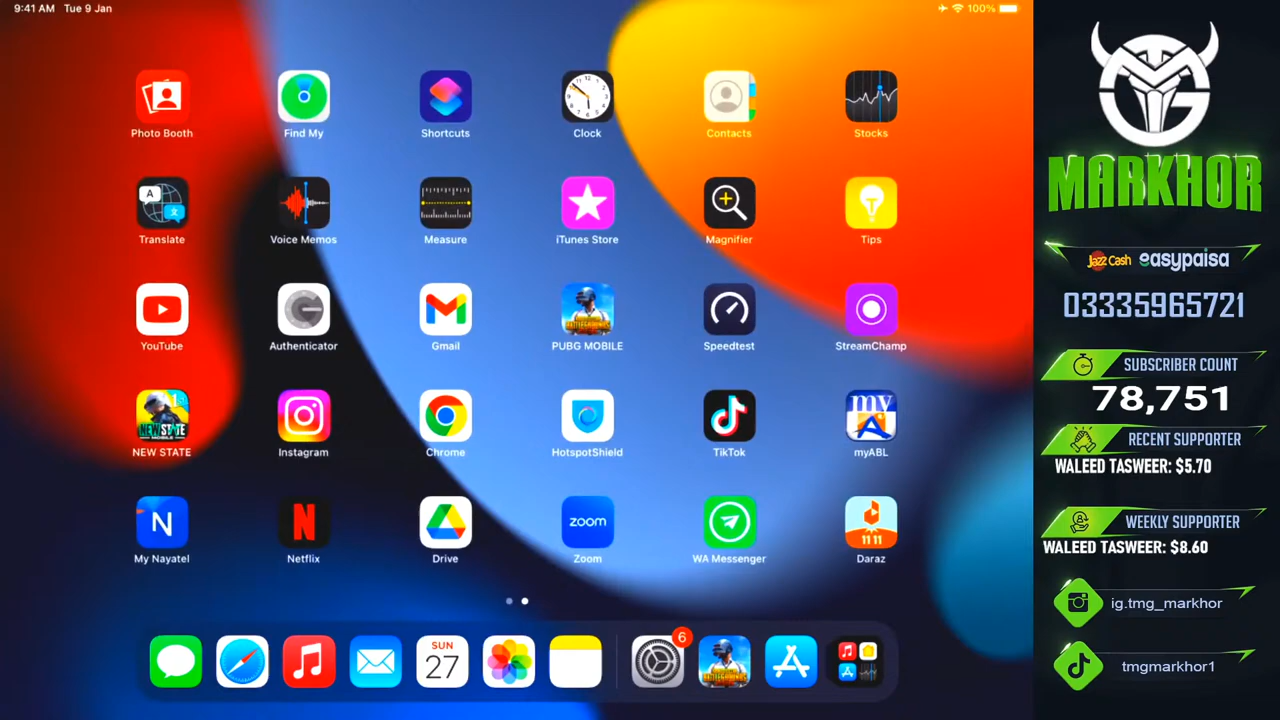 9:41 AM Tue 9 Jan
100%
Photo Booth
Find My
Shortcuts
Clock
Contacts
Stocks
Translate
Voice Memos
Measure
iTunes Store
Magnifier
Tips
YouTube
Authenticator
Gmail
PUBG MOBILE
Speedtest
StreamChamp
NEW STATE
Instagram
Chrome
HotspotShield
TikTok
myABL
My Nayatel
Netflix
Drive
Zoom
WA Messenger
Daraz
zoom
11 11
SUN
27
6
MARKHOR
JazzCash easypaisa
03335965721
SUBSCRIBER COUNT
78,751
RECENT SUPPORTER
WALEED TASWEER: $5.70
WEEKLY SUPPORTER
WALEED TASWEER: $8.60
ig.tmg_markhor
tmgmarkhor1